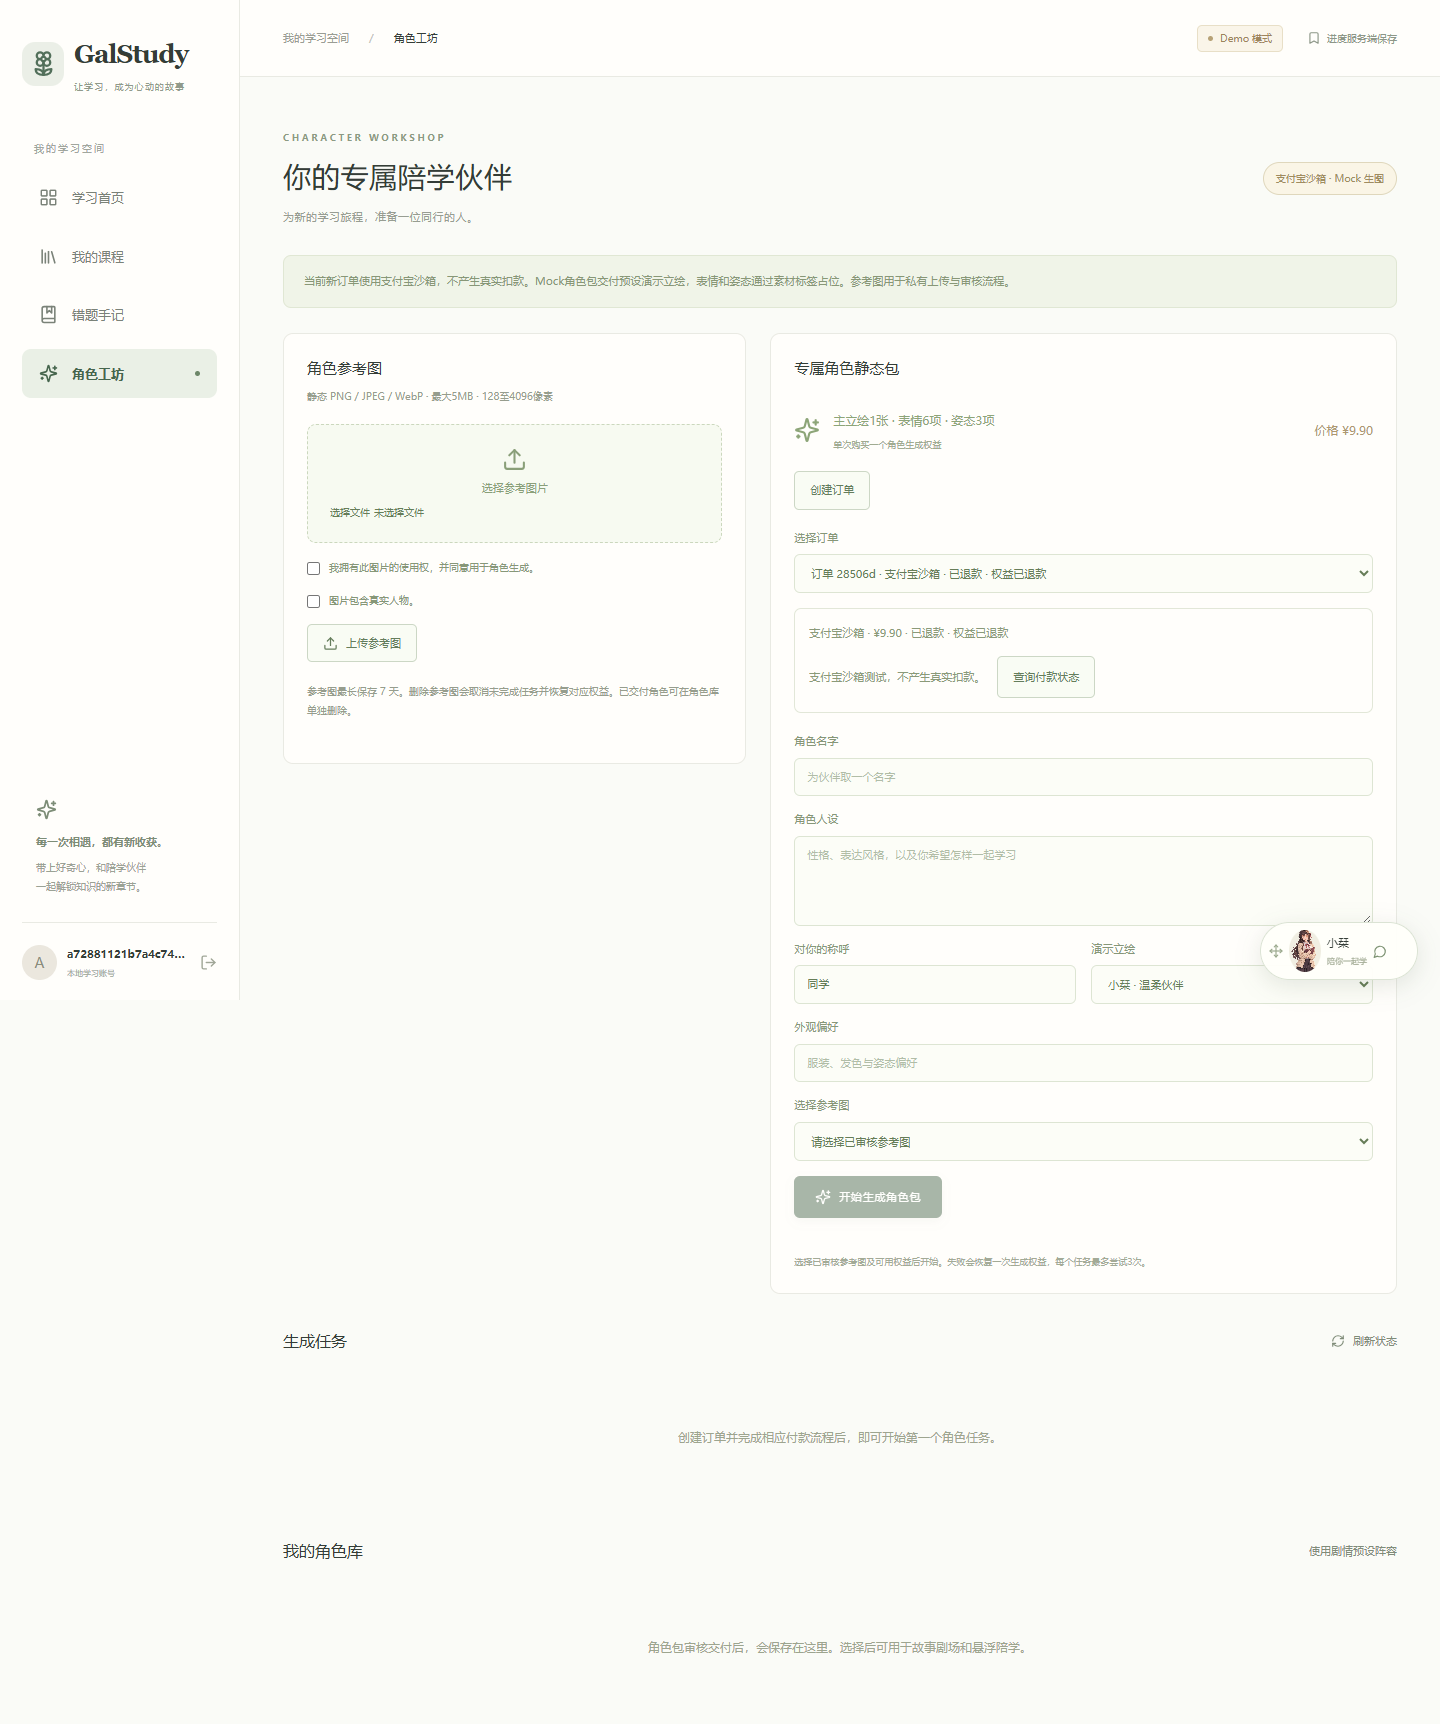 GalStudy
让学习，成为心动的故事
我的学习空间
学习首页
我的课程
错题手记
角色工坊
每一次相遇，都有新收获。
带上好奇心，和陪学伙伴
一起解锁知识的新章节。
A
a72881121b7a4c74...
本地学习账号
我的学习空间 / 角色工坊
Demo 模式
进度服务端保存
CHARACTER WORKSHOP
你的专属陪学伙伴
为新的学习旅程，准备一位同行的人。
支付宝沙箱 · Mock 生图
当前新订单使用支付宝沙箱，不产生真实扣款。Mock角色包交付预设演示立绘，表情和姿态通过素材标签占位。参考图用于私有上传与审核流程。
角色参考图
静态 PNG / JPEG / WebP · 最大5MB · 128至4096像素
选择参考图片
选择文件 未选择文件
我拥有此图片的使用权，并同意用于角色生成。
图片包含真实人物。
上传参考图
参考图最长保存 7 天。删除参考图会取消未完成任务并恢复对应权益。已交付角色可在角色库
单独删除。
专属角色静态包
主立绘1张 · 表情6项 · 姿态3项
单次购买一个角色生成权益
价格 ¥9.90
创建订单
选择订单
订单 28506d · 支付宝沙箱 · 已退款 · 权益已退款
支付宝沙箱 · ¥9.90 · 已退款 · 权益已退款
支付宝沙箱测试，不产生真实扣款。
查询付款状态
角色名字
为伙伴取一个名字
角色人设
性格、表达风格，以及你希望怎样一起学习
对你的称呼
同学
演示立绘
小栞 · 温柔伙伴
小栞
陪你一起学
外观偏好
服装、发色与姿态偏好
选择参考图
请选择已审核参考图
开始生成角色包
选择已审核参考图及可用权益后开始。失败会恢复一次生成权益，每个任务最多尝试3次。
生成任务
刷新状态
创建订单并完成相应付款流程后，即可开始第一个角色任务。
我的角色库
使用剧情预设阵容
角色包审核交付后，会保存在这里。选择后可用于故事剧场和悬浮陪学。